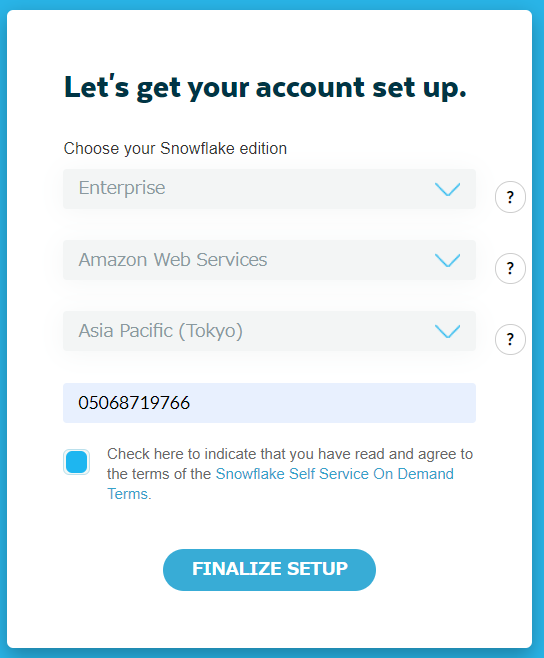 Let's get your account set up.
Choose your Snowflake edition
Enterprise
?
Amazon Web Services
?
Asia Pacific (Tokyo)
?
05068719766
Check here to indicate that you have read and agree to
the terms of the Snowflake Self Service On Demand
Terms.
FINALIZE SETUP